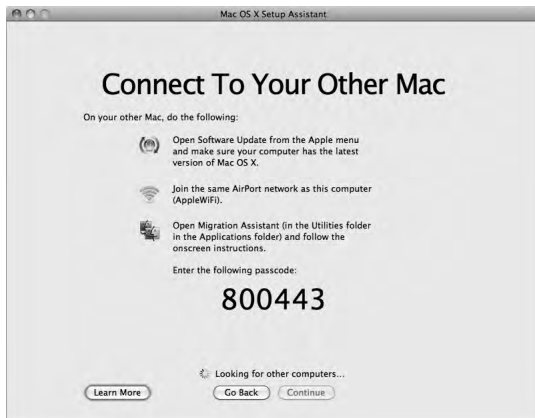 Mac OS X Setup Assistant
Connect To Your Other Mac
On your other Mac, do the following:
Open Software Update from the Apple menu
and make sure your computer has the latest
version of Mac OS X.
Join the same AirPort network as this computer
(AppleWiFi).
Open Migration Assistant (in the Utilities folder
in the Applications folder) and follow the
onscreen instructions.
Enter the following passcode:
800443
Looking for other computers...
Learn More
Go Back
Continue